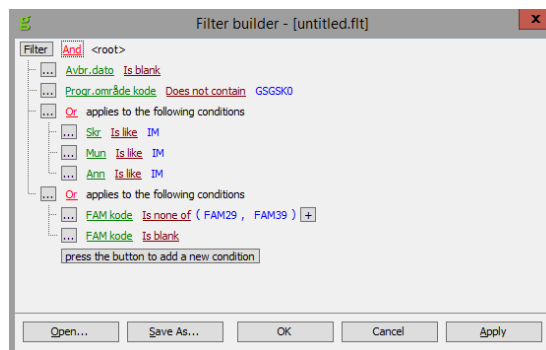 Filter builder - [untitled.flt]
x
Filter And <root>
... Avbr.dato Is blank
... Progr.område kode Does not contain GSGSK0
... Or applies to the following conditions
... Skr Is like IM
... Mun Is like IM
... Ann Is like IM
... Or applies to the following conditions
... FAM kode Is none of ( FAM29 , FAM39 ) +
... FAM kode Is blank
press the button to add a new condition
Open... Save As... OK Cancel Apply